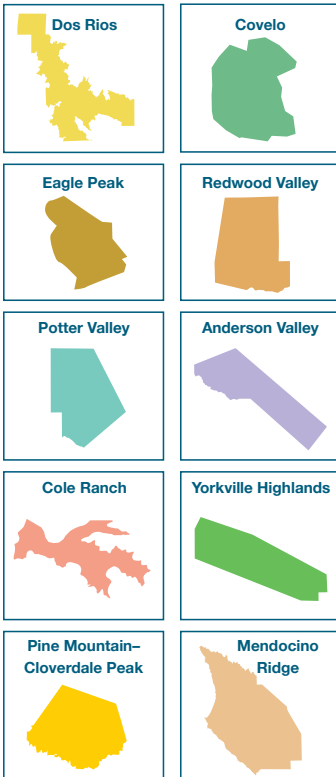 Dos Rios
Covelo
Eagle Peak
Redwood Valley
Potter Valley
Anderson Valley
Cole Ranch
Yorkville Highlands
Pine Mountain–
Cloverdale Peak
Mendocino
Ridge